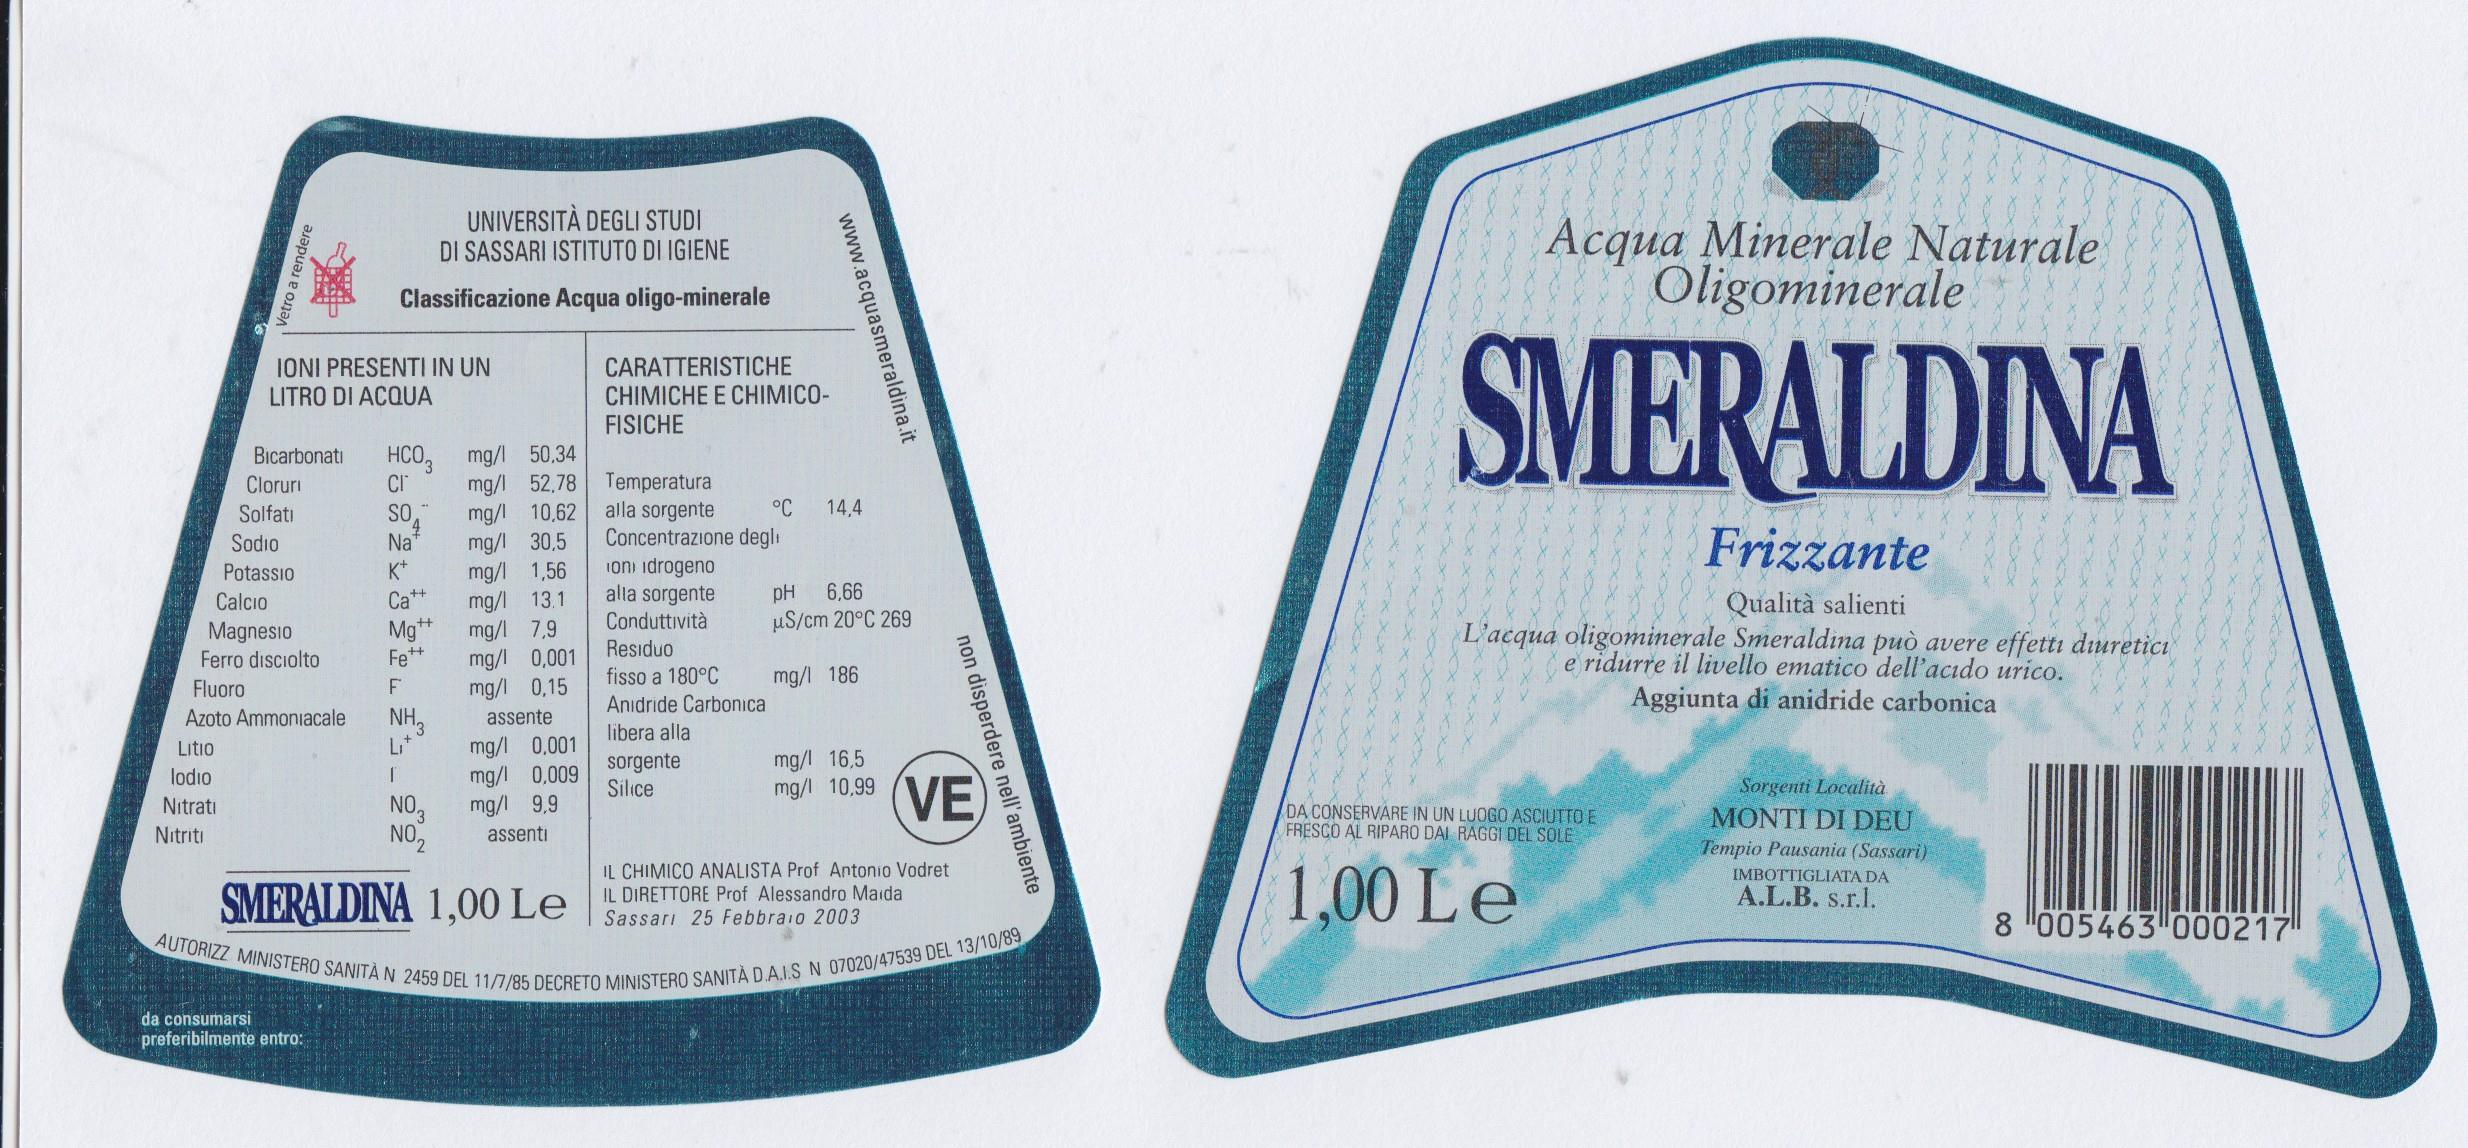 Vetro a rendere
UNIVERSITÀ DEGLI STUDI
DI SASSARI ISTITUTO DI IGIENE
Classificazione Acqua oligo-minerale
www.acquasmeraldina.it
IONI PRESENTI IN UN
LITRO DI ACQUA
Bicarbonati HCO3 mg/l 50,34
Cloruri Cl- mg/l 52,78
Solfati SO4-- mg/l 10,62
Sodio Na+ mg/l 30,5
Potassio K+ mg/l 1,56
Calcio Ca++ mg/l 13.1
Magnesio Mg++ mg/l 7,9
Ferro disciolto Fe++ mg/l 0,001
Fluoro F- mg/l 0,15
Azoto Ammoniacale NH3 assente
Litio Li+ mg/l 0,001
Iodio I- mg/l 0,009
Nitrati NO3 mg/l 9,9
Nitriti NO2 assenti
SMERALDINA 1,00 L e
CARATTERISTICHE
CHIMICHE E CHIMICO-
FISICHE
Temperatura
alla sorgente °C 14,4
Concentrazione degli
ioni idrogeno
alla sorgente pH 6,66
Conduttività µS/cm 20°C 269
Residuo
fisso a 180°C mg/l 186
Anidride Carbonica
libera alla
sorgente mg/l 16,5
Silice mg/l 10,99
VE
non disperdere nell'ambiente
IL CHIMICO ANALISTA Prof Antonio Vodret
IL DIRETTORE Prof Alessandro Maida
Sassari 25 Febbraio 2003
AUTORIZZ MINISTERO SANITÀ N 2459 DEL 11/7/85 DECRETO MINISTERO SANITÀ D.A.I.S N 07020/47539 DEL 13/10/89
da consumarsi
preferibilmente entro:
Acqua Minerale Naturale
Oligominerale
SMERALDINA
Frizzante
Qualità salienti
L'acqua oligominerale Smeraldina può avere effetti diuretici
e ridurre il livello ematico dell'acido urico.
Aggiunta di anidride carbonica
DA CONSERVARE IN UN LUOGO ASCIUTTO E
FRESCO AL RIPARO DAI RAGGI DEL SOLE
1,00 L e
Sorgenti Località
MONTI DI DEU
Tempio Pausania (Sassari)
IMBOTTIGLIATA DA
A.L.B. s.r.l.
8 005463 000217